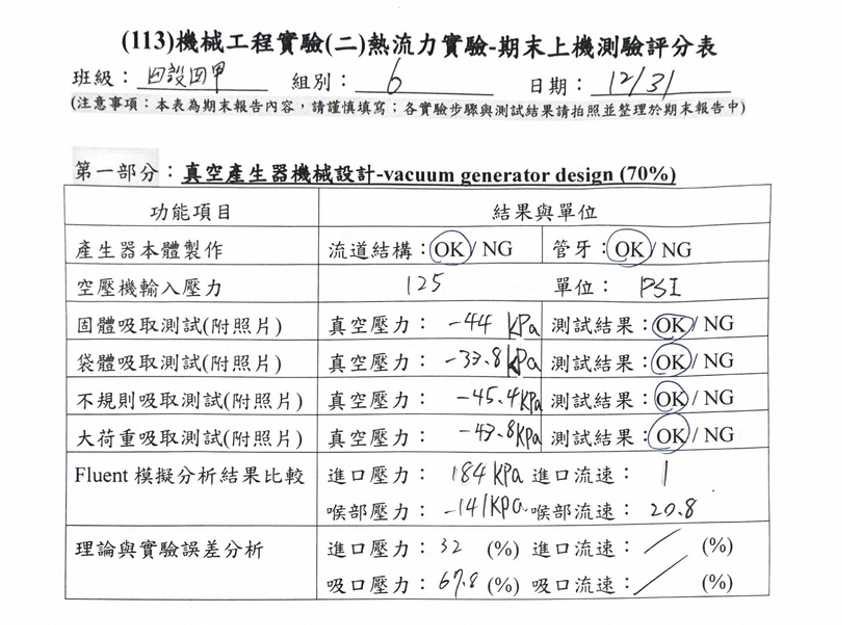 (113)機械工程實驗(二)熱流力實驗-期末上機測驗評分表
班級：四設四甲 組別：6 日期：12/31
(注意事項：本表為期末報告內容，請謹慎填寫；各實驗步驟與測試結果請拍照並整理於期末報告中)
第一部分：真空產生器機械設計-vacuum generator design (70%)
功能項目 結果與單位
產生器本體製作 流道結構：OK/ NG 管牙：OK/ NG
空壓機輸入壓力 125 單位： PSI
固體吸取測試(附照片) 真空壓力： -44 kPa 測試結果：OK/ NG
袋體吸取測試(附照片) 真空壓力： -33.8kPa 測試結果：OK/ NG
不規則吸取測試(附照片) 真空壓力： -45.4kPa 測試結果：OK/ NG
大荷重吸取測試(附照片) 真空壓力： -43.8kPa 測試結果：OK/ NG
Fluent 模擬分析結果比較 進口壓力： 184 kPa 進口流速： 1
喉部壓力： -141kPa 喉部流速： 20.8
理論與實驗誤差分析 進口壓力：32 (%) 進口流速：/ (%)
吸口壓力：67.8 (%) 吸口流速：/ (%)